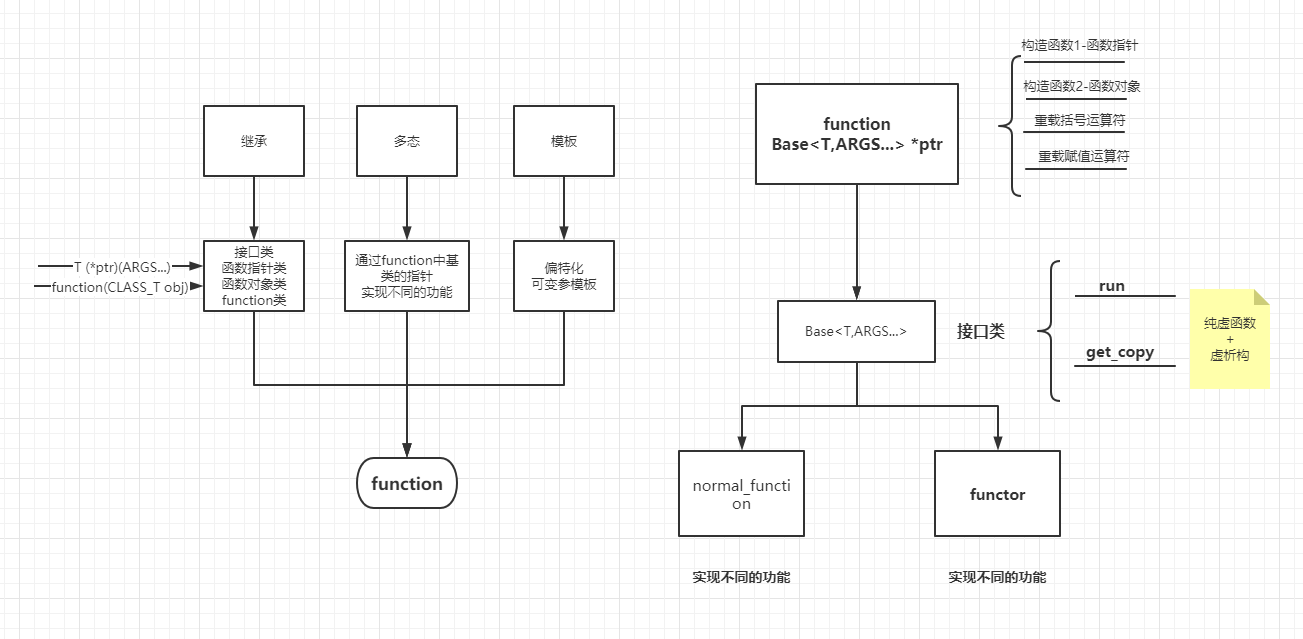 继承
多态
模板
T (*ptr)(ARGS...)
function(CLASS_T obj)
接口类
函数指针类
函数对象类
function类
通过function中基
类的指针
实现不同的功能
偏特化
可变参模板
function
function
Base<T,ARGS...> *ptr
构造函数1-函数指针
构造函数2-函数对象
重载括号运算符
重载赋值运算符
Base<T,ARGS...>
接口类
run
get_copy
纯虚函数
+
虚析构
normal_functi
on
functor
实现不同的功能
实现不同的功能